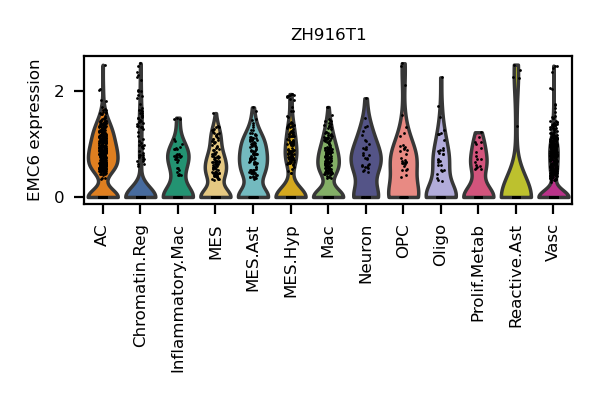 ZH916T1
EMC6 expression
2
0
AC
Chromatin.Reg
Inflammatory.Mac
MES
MES.Ast
MES.Hyp
Mac
Neuron
OPC
Oligo
Prolif.Metab
Reactive.Ast
Vasc